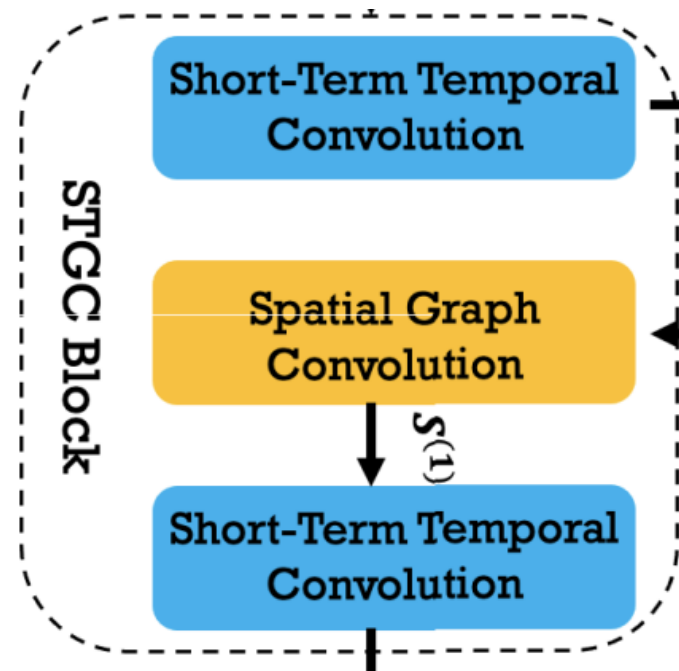 Short-Term Temporal
Convolution
STGC Block
Spatial Graph
Convolution
S⁽¹⁾
Short-Term Temporal
Convolution